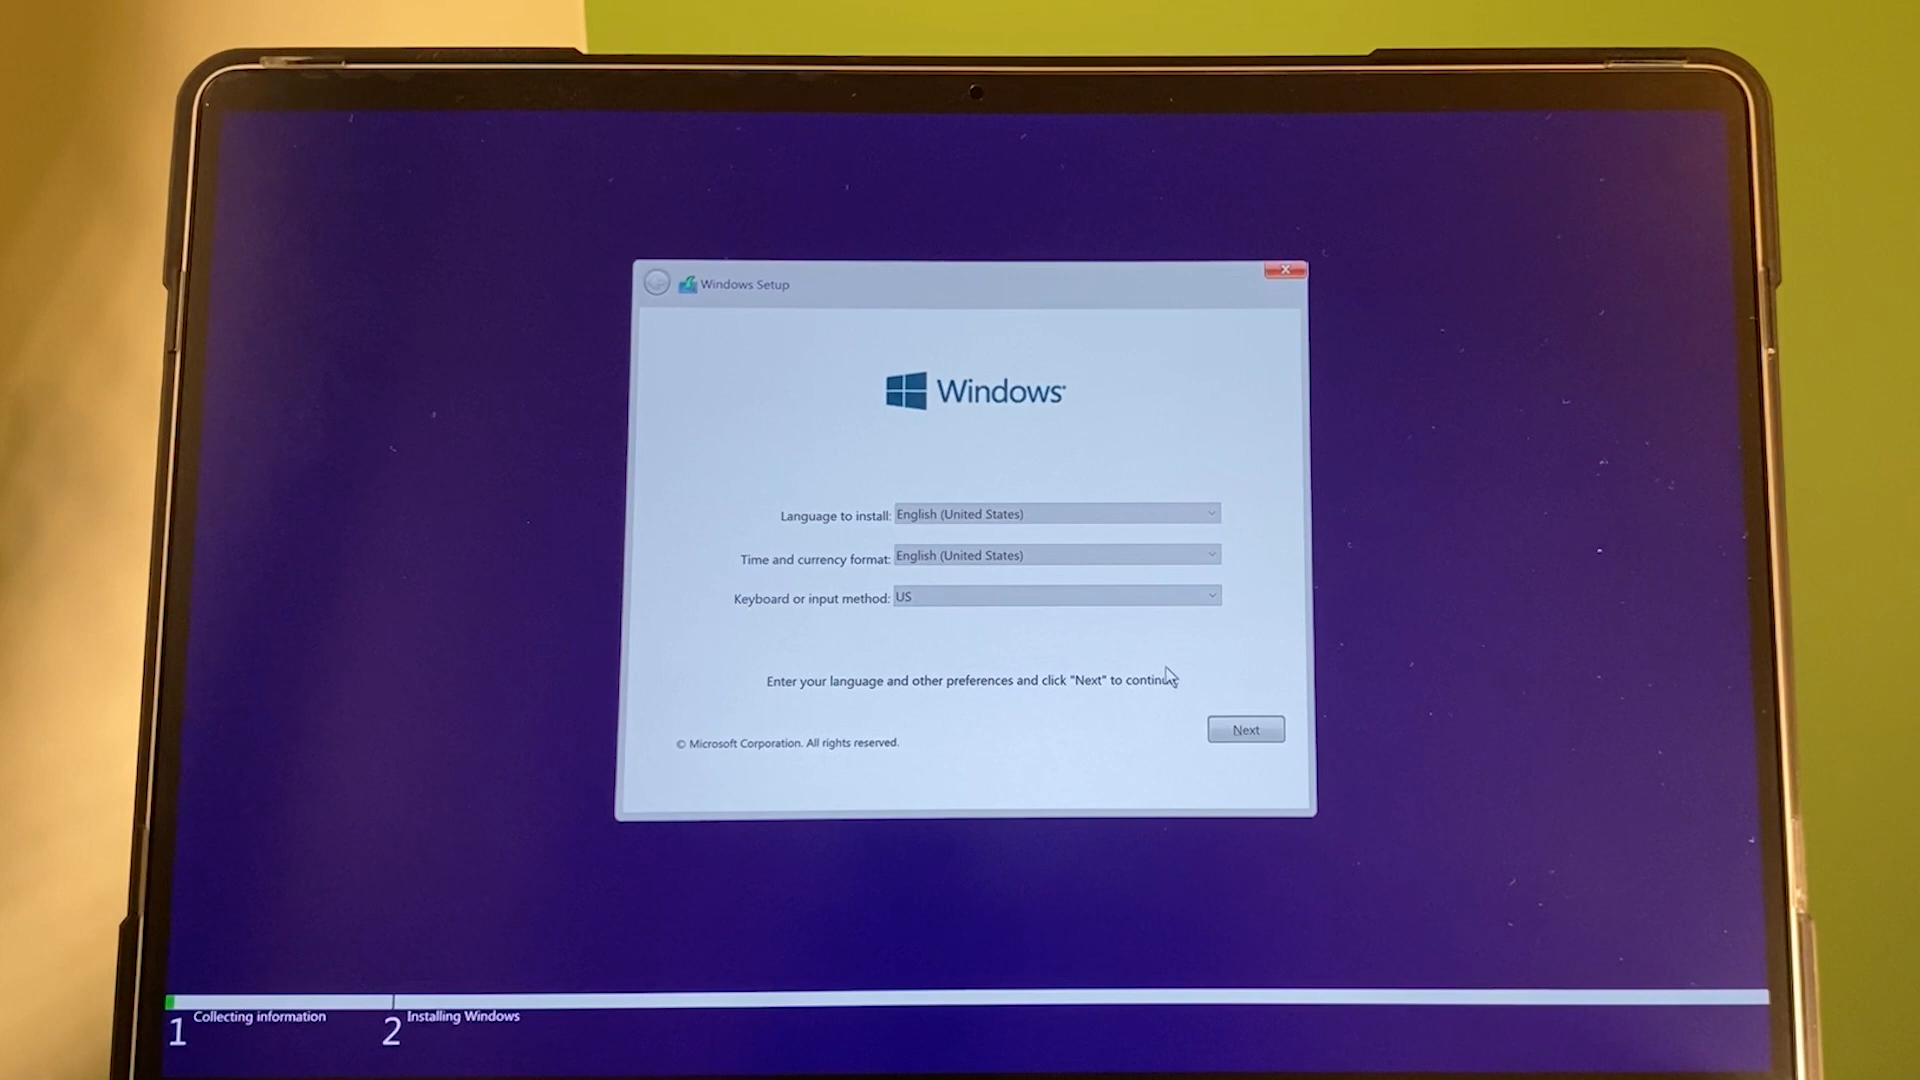 Windows Setup
Windows
Language to install: English (United States)
Time and currency format: English (United States)
Keyboard or input method: US
Enter your language and other preferences and click "Next" to continue
Next
© Microsoft Corporation. All rights reserved.
1 Collecting information
2 Installing Windows